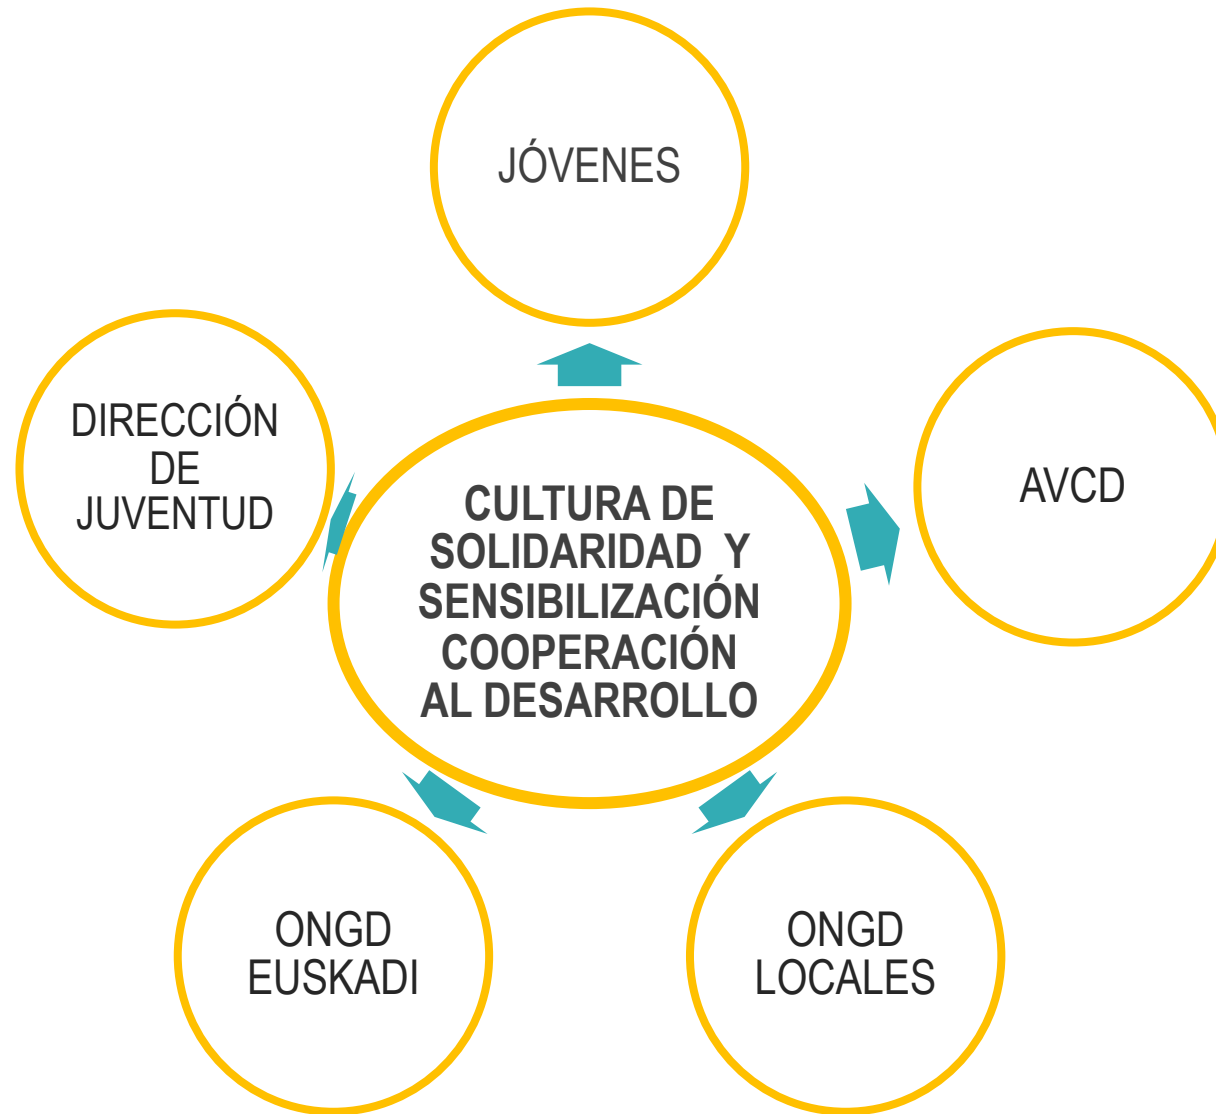 JÓVENES
DIRECCIÓN
DE
JUVENTUD
AVCD
CULTURA DE
SOLIDARIDAD Y
SENSIBILIZACIÓN
COOPERACIÓN
AL DESARROLLO
ONGD
EUSKADI
ONGD
LOCALES